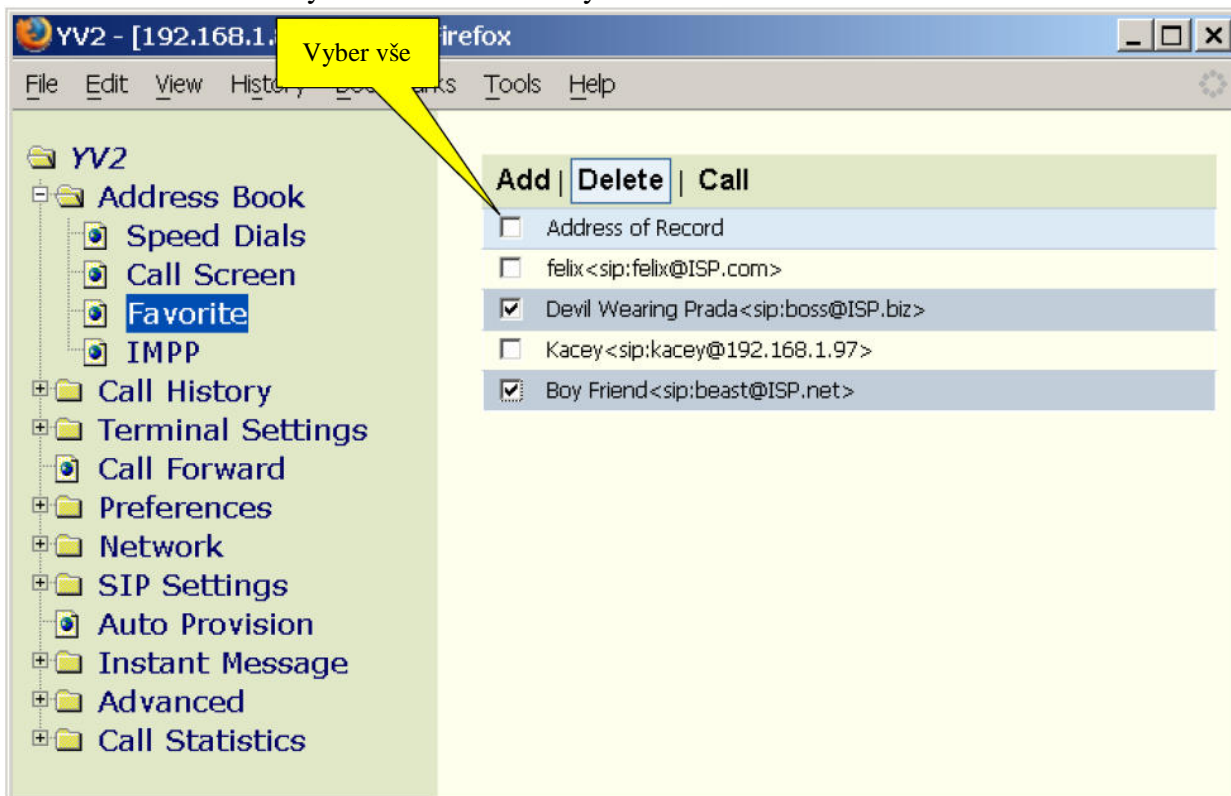 YV2 - [192.168.1.
Vyber vše
File Edit View History Tools Help
YV2
Address Book
Speed Dials
Call Screen
Favorite
IMPP
Call History
Terminal Settings
Call Forward
Preferences
Network
SIP Settings
Auto Provision
Instant Message
Advanced
Call Statistics
Add | Delete | Call
Address of Record
felix<sip:felix@ISP.com>
Devil Wearing Prada<sip:boss@ISP.biz>
Kacey<sip:kacey@192.168.1.97>
Boy Friend<sip:beast@ISP.net>